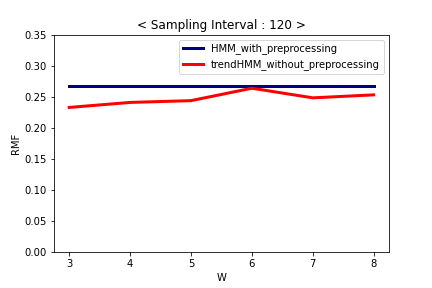 < Sampling Interval : 120 >
HMM_with_preprocessing
trendHMM_without_preprocessing
RMF
0.35
0.30
0.25
0.20
0.15
0.10
0.05
0.00
3 4 5 6 7 8
W